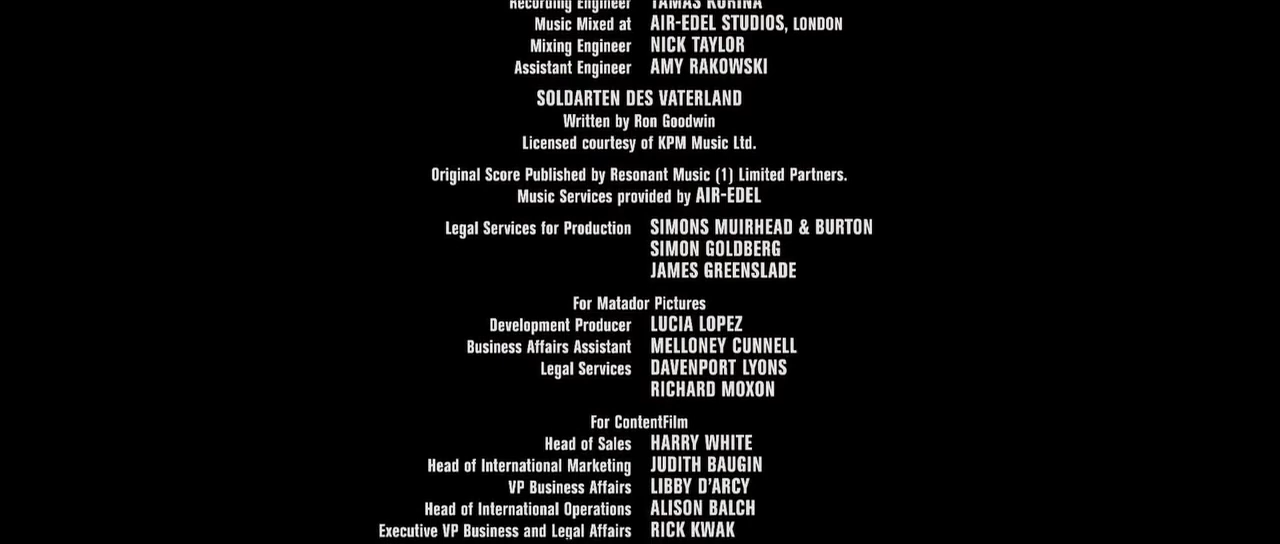 Recording Engineer TAMAS KURINA
Music Mixed at AIR-EDEL STUDIOS, LONDON
Mixing Engineer NICK TAYLOR
Assistant Engineer AMY RAKOWSKI
SOLDARTEN DES VATERLAND
Written by Ron Goodwin
Licensed courtesy of KPM Music Ltd.
Original Score Published by Resonant Music (1) Limited Partners.
Music Services provided by AIR-EDEL
Legal Services for Production SIMONS MUIRHEAD & BURTON
SIMON GOLDBERG
JAMES GREENSLADE
For Matador Pictures
Development Producer LUCIA LOPEZ
Business Affairs Assistant MELLONEY CUNNELL
Legal Services DAVENPORT LYONS
RICHARD MOXON
For ContentFilm
Head of Sales HARRY WHITE
Head of International Marketing JUDITH BAUGIN
VP Business Affairs LIBBY D'ARCY
Head of International Operations ALISON BALCH
Executive VP Business and Legal Affairs RICK KWAK